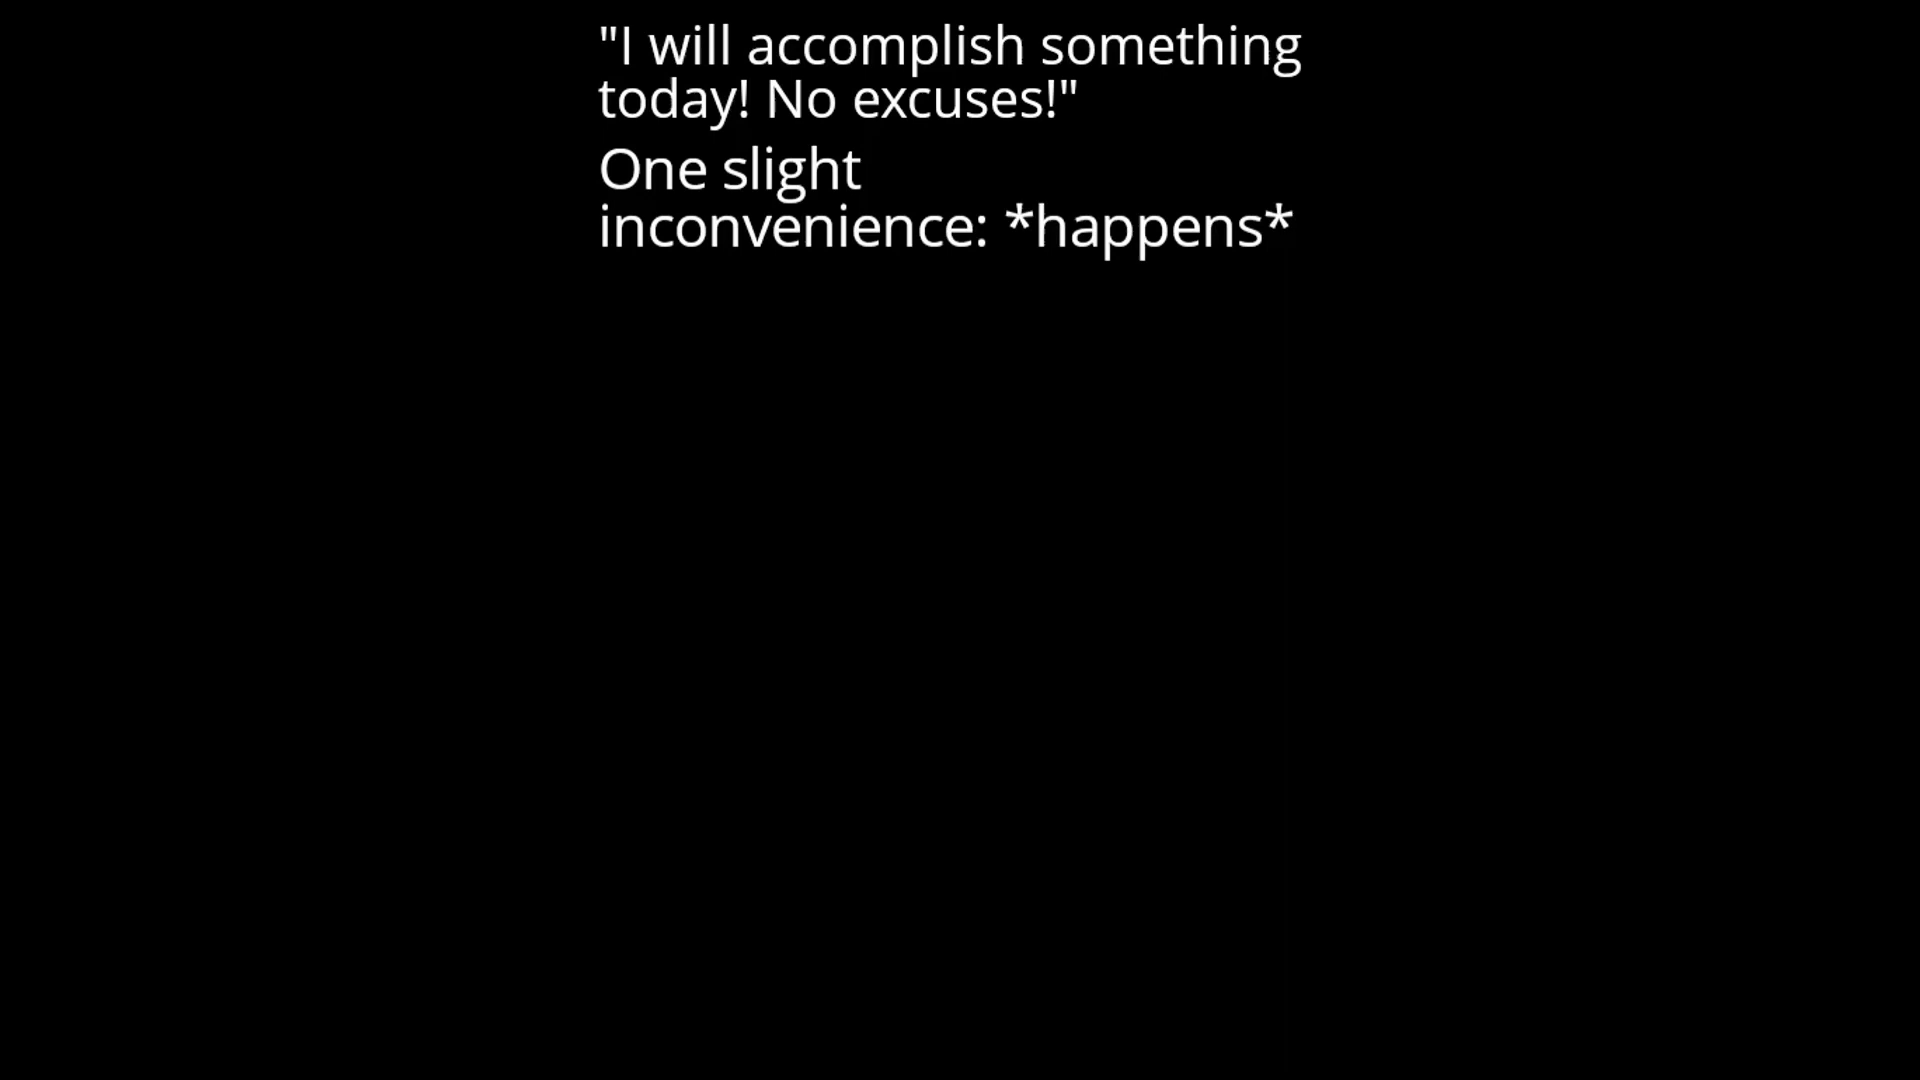 "I will accomplish something
today! No excuses!"
One slight
inconvenience: *happens*